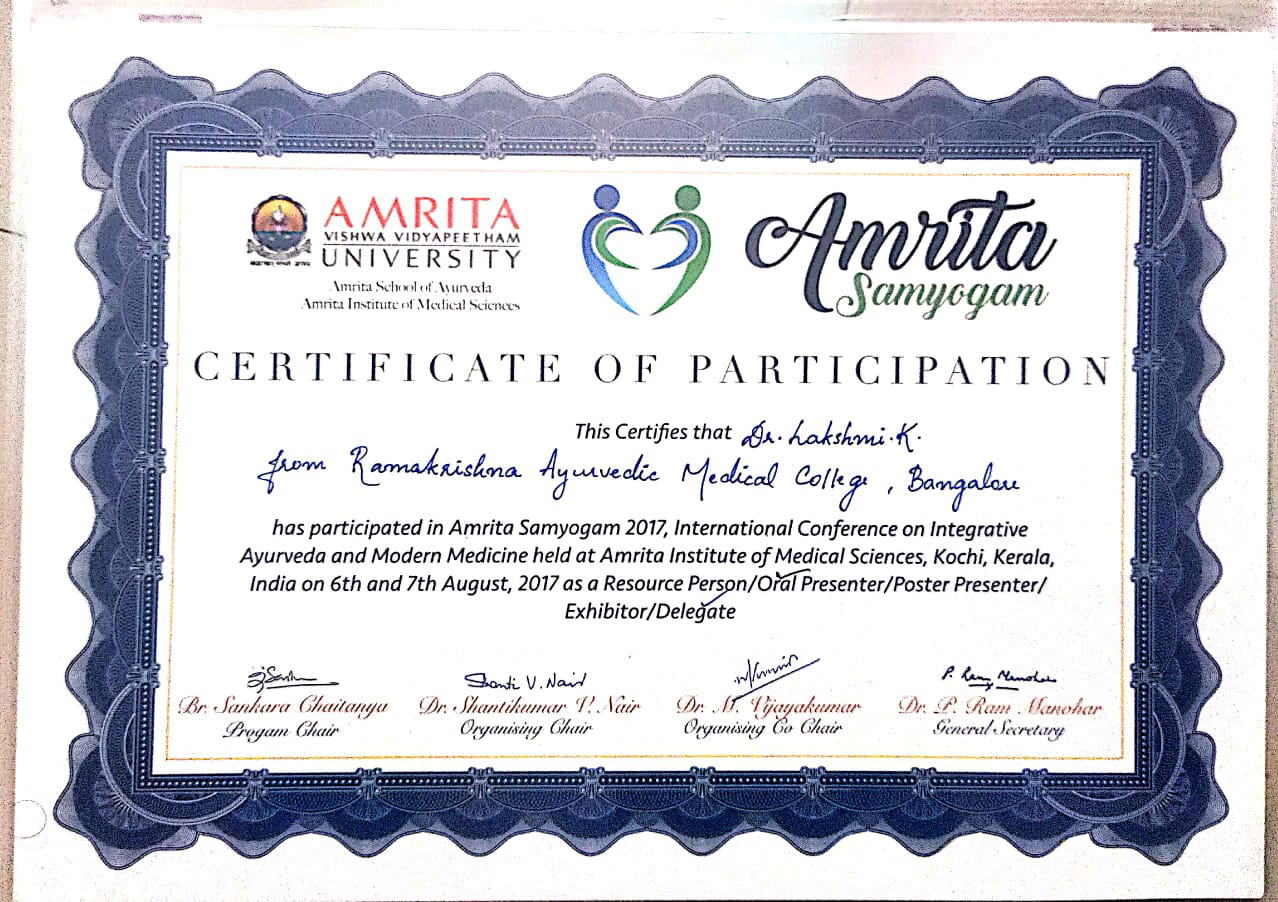 AMRITA
VISHWA VIDYAPEETHAM
UNIVERSITY
Amrita School of Ayurveda
Amrita Institute of Medical Sciences
Amrita
Samyogam
CERTIFICATE OF PARTICIPATION
This Certifies that Dr. Lakshmi.K.
from Ramakrishna Ayurvedic Medical College, Bangalore
has participated in Amrita Samyogam 2017, International Conference on Integrative
Ayurveda and Modern Medicine held at Amrita Institute of Medical Sciences, Kochi, Kerala,
India on 6th and 7th August, 2017 as a Resource Person/Oral Presenter/Poster Presenter/
Exhibitor/Delegate
Shanti V. Nair P. Ram Manohar
Br. Sankara Chaitanya Dr. Shantikumar V. Nair Dr. M. Vijayakumar Dr. P. Ram Manohar
Progam Chair Organising Chair Organising Co Chair General Secretary